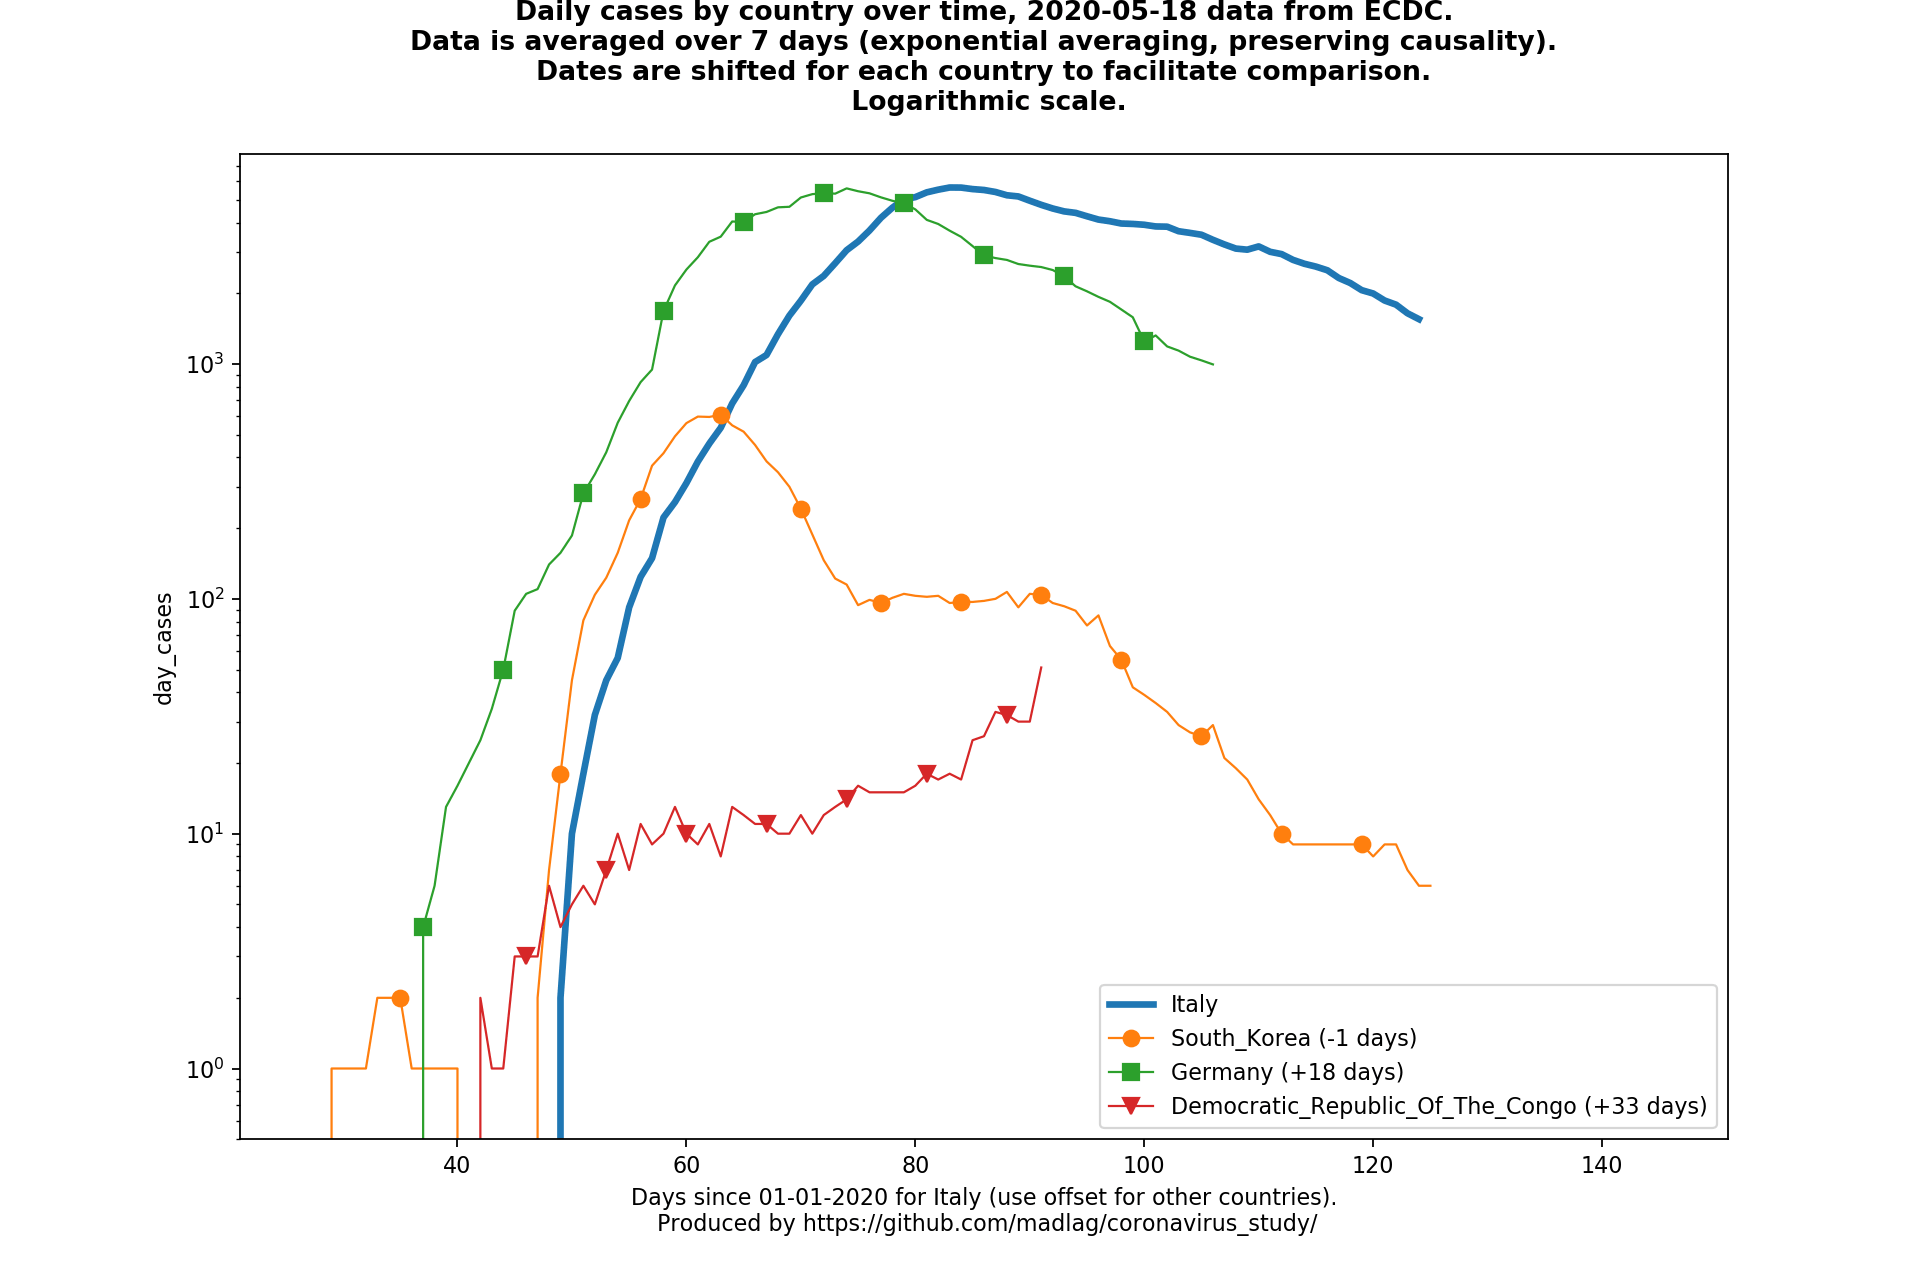 Daily cases by country over time, 2020-05-18 data from ECDC.
Data is averaged over 7 days (exponential averaging, preserving causality).
Dates are shifted for each country to facilitate comparison.
Logarithmic scale.
day_cases
10³
10²
10¹
10⁰
40 60 80 100 120 140
Italy
South_Korea (-1 days)
Germany (+18 days)
Democratic_Republic_Of_The_Congo (+33 days)
Days since 01-01-2020 for Italy (use offset for other countries).
Produced by https://github.com/madlag/coronavirus_study/